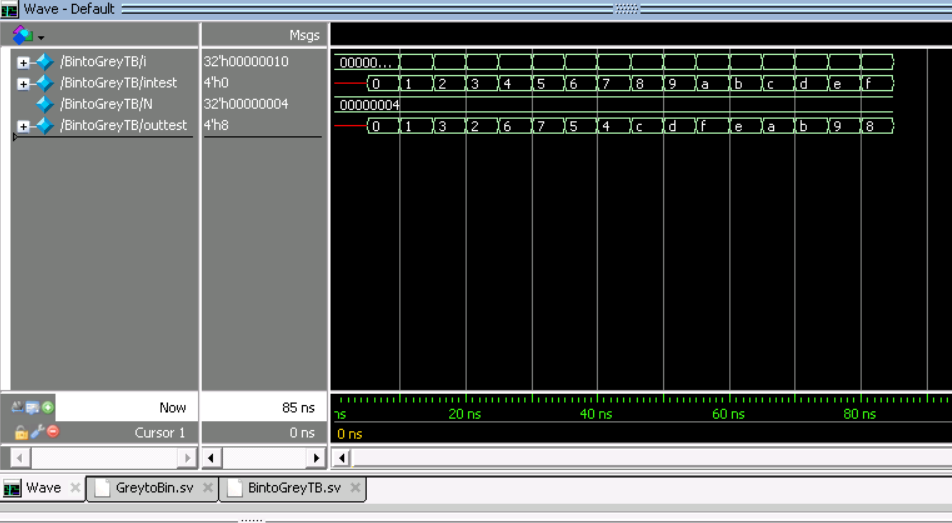 Wave - Default
Msgs
/BintoGreyTB/i 32'h00000010 00000...
/BintoGreyTB/intest 4'h0 0 1 2 3 4 5 6 7 8 9 a b c d e f
/BintoGreyTB/N 32'h00000004 00000004
/BintoGreyTB/outtest 4'h8 0 1 3 2 6 7 5 4 c d f e a b 9 8
Now 85 ns ns 20 ns 40 ns 60 ns 80 ns
Cursor 1 0 ns 0 ns
Wave GreytoBin.sv BintoGreyTB.sv